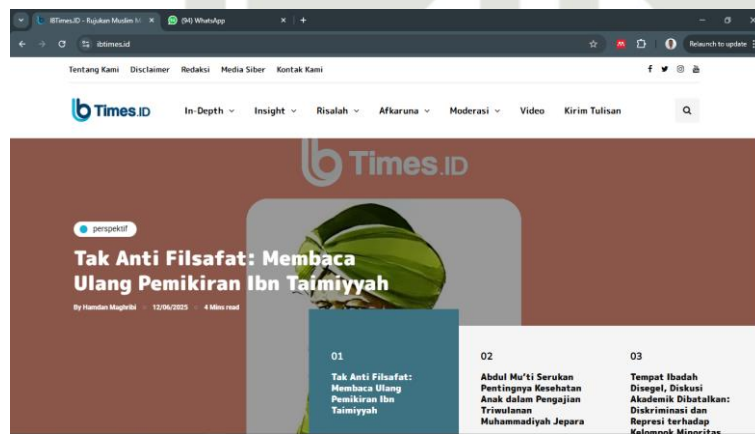 IBTimes.ID - Rujukan Muslim M
(94) WhatsApp
ibtimes.id
Relaunch to update
Tentang Kami Disclaimer Redaksi Media Siber Kontak Kami
Times.ID
In-Depth Insight Risalah Afkaruna Moderasi Video Kirim Tulisan
Times.ID
perspektif
Tak Anti Filsafat: Membaca
Ulang Pemikiran Ibn Taimiyyah
By Hamdan Maghribi 12/06/2025 4 Mins read
01
Tak Anti Filsafat:
Membaca Ulang
Pemikiran Ibn
Taimiyyah
02
Abdul Mu'ti Serukan
Pentingnya Kesehatan
Anak dalam Pengajian
Triwulanan
Muhammadiyah Jepara
03
Tempat Ibadah
Disegel, Diskusi
Akademik Dibatalkan:
Diskriminasi dan
Represi terhadap
Kelompok Minoritas